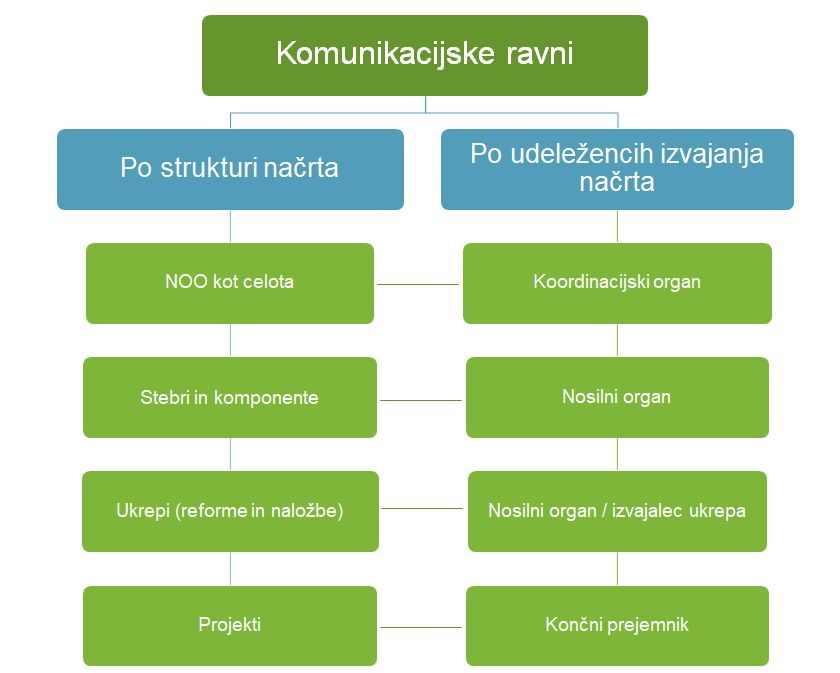 Komunikacijske ravni
Po strukturi načrta
Po udeležencih izvajanja
načrta
NOO kot celota
Koordinacijski organ
Stebri in komponente
Nosilni organ
Ukrepi (reforme in naložbe)
Nosilni organ / izvajalec ukrepa
Projekti
Končni prejemnik